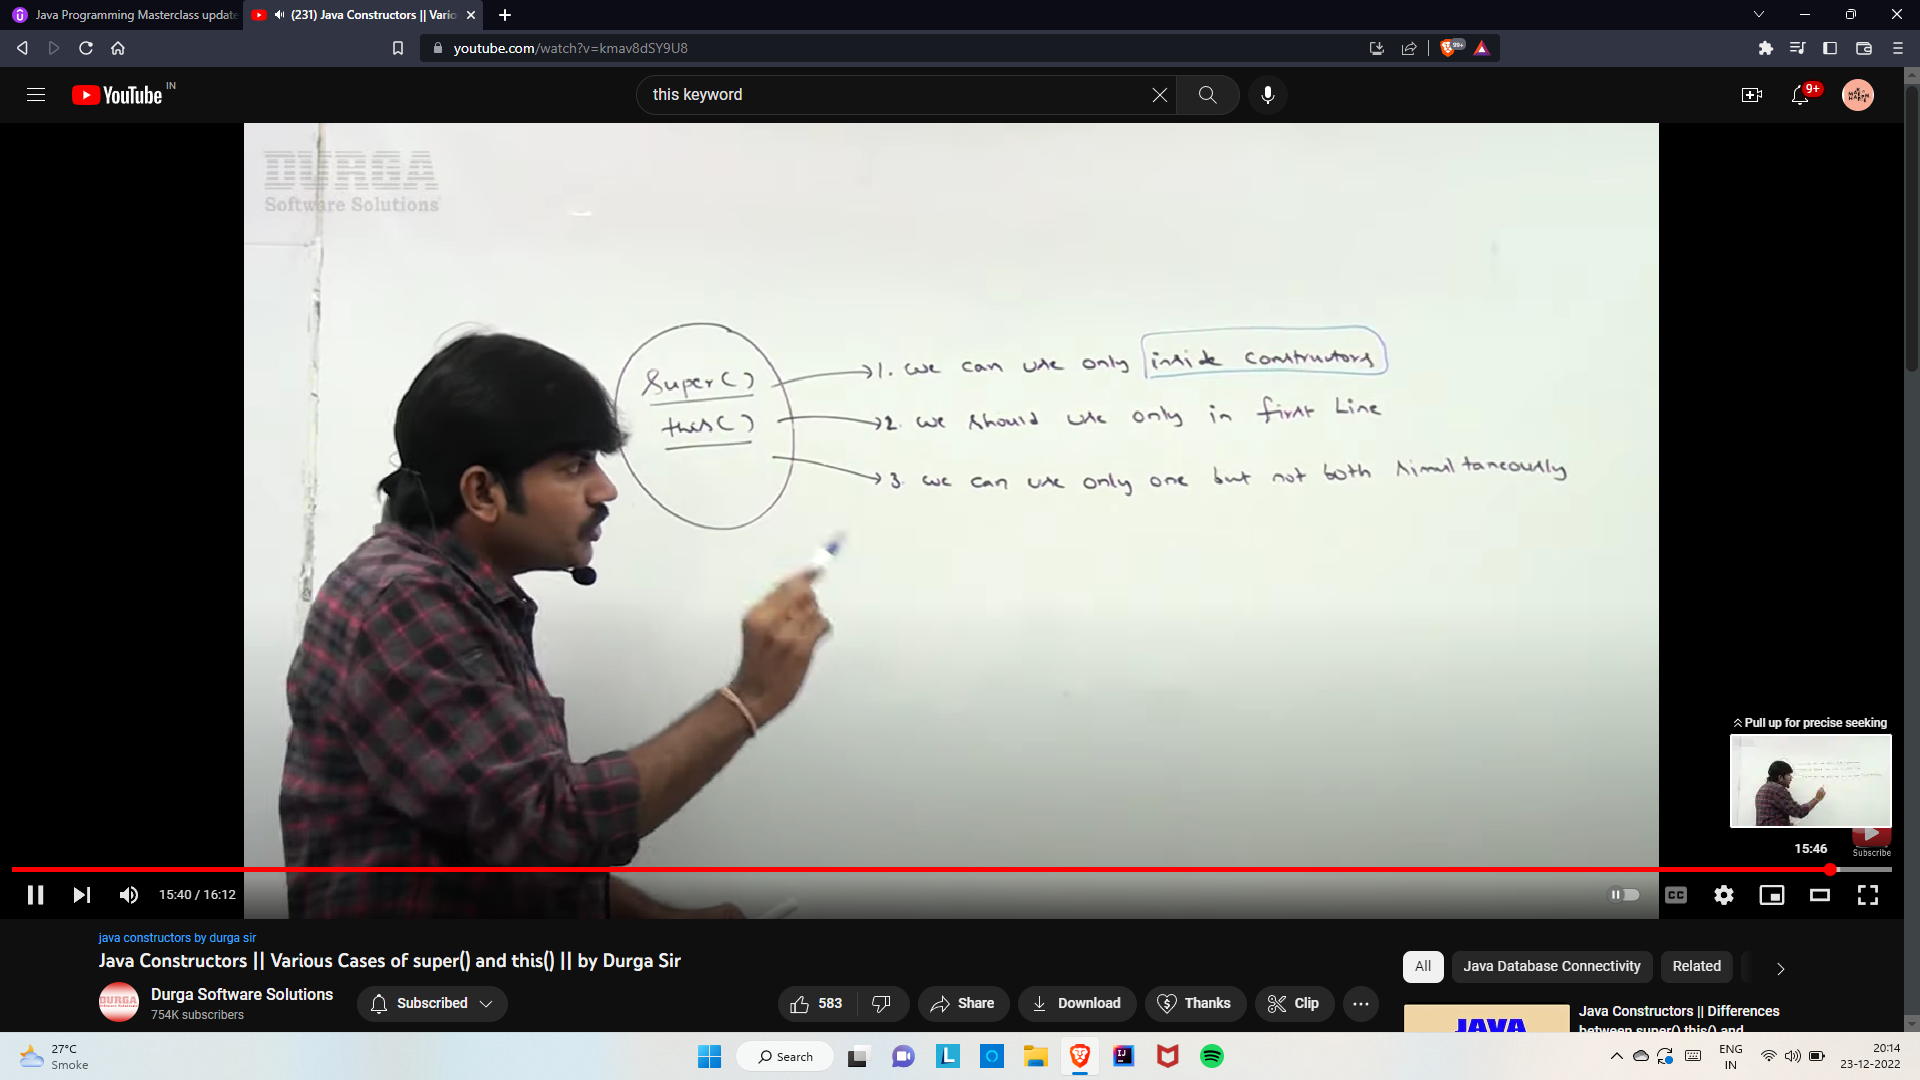 Java Programming Masterclass update
(231) Java Constructors || Vario
youtube.com/watch?v=kmav8dSY9U8
99+
YouTube IN
this keyword
9+
DURGA
Software Solutions
super()
this()
1. we can use only inside constructors
2. we should use only in first Line
3. we can use only one but not both simultaneously
Pull up for precise seeking
15:46
Subscribe
15:40 / 16:12
CC
java constructors by durga sir
Java Constructors || Various Cases of super() and this() || by Durga Sir
All
Java Database Connectivity
Related
DURGA
Durga Software Solutions
754K subscribers
Subscribed
583
Share
Download
Thanks
Clip
JAVA
Java Constructors || Differences
between super() this() and
27°C
Smoke
Search
L
IJ
ENG
IN
20:14
23-12-2022